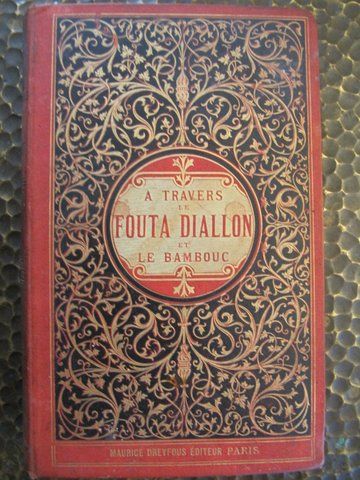 A TRAVERS
LE
FOUTA DIALLON
ET
LE BAMBOUC
MAURICE DREYFOUS ÉDITEUR PARIS